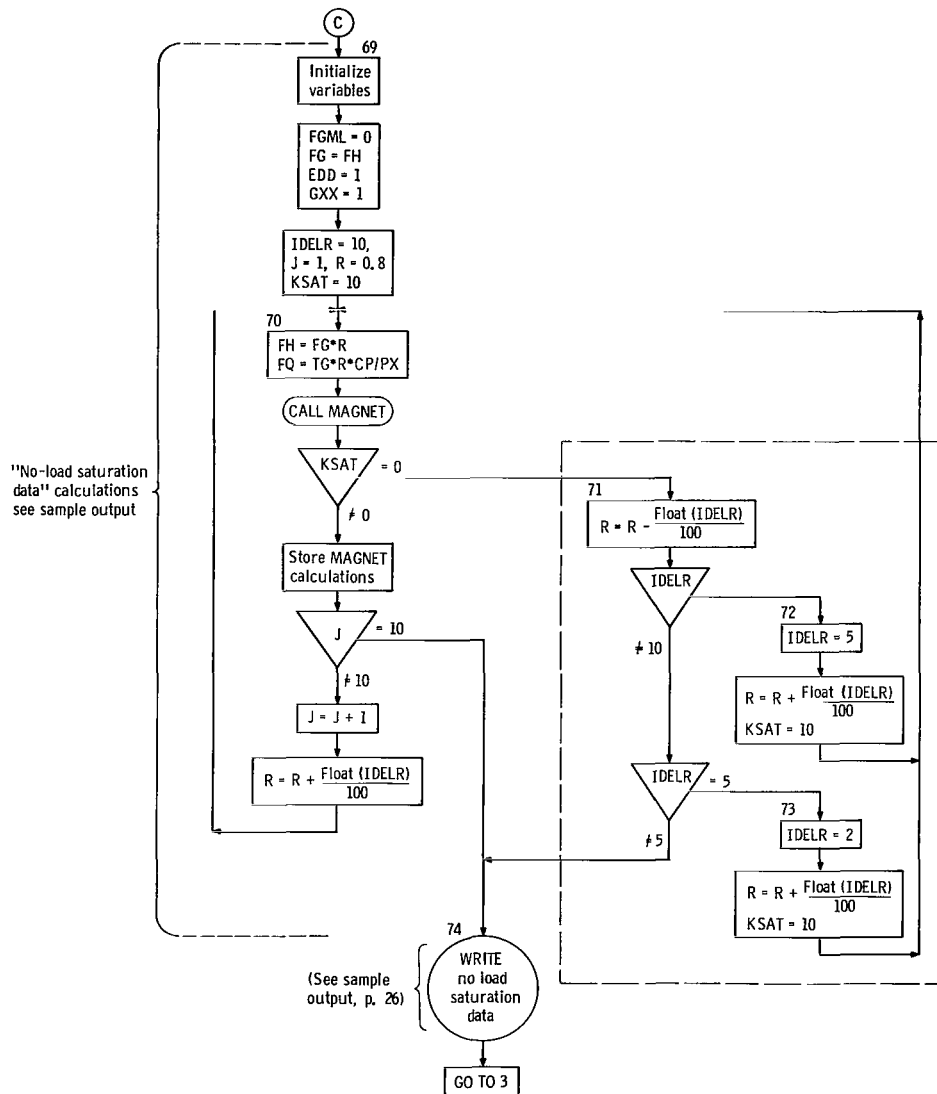 C
69
Initialize
variables
FGML = 0
FG = FH
EDD = 1
GXX = 1
IDELR = 10,
J = 1, R = 0.8
KSAT = 10
70
FH = FG*R
FQ = TG*R*CP/PX
CALL MAGNET
KSAT
= 0
≠ 0
Store MAGNET
calculations
J
= 10
≠ 10
J = J + 1
R = R + Float (IDELR)
100
"No-load saturation
data" calculations
see sample output
71
R = R - Float (IDELR)
100
IDELR
≠ 10
72
IDELR = 5
R = R + Float (IDELR)
100
KSAT = 10
IDELR
= 5
≠ 5
73
IDELR = 2
R = R + Float (IDELR)
100
KSAT = 10
74
WRITE
no load
saturation
data
(See sample
output, p. 26)
GO TO 3